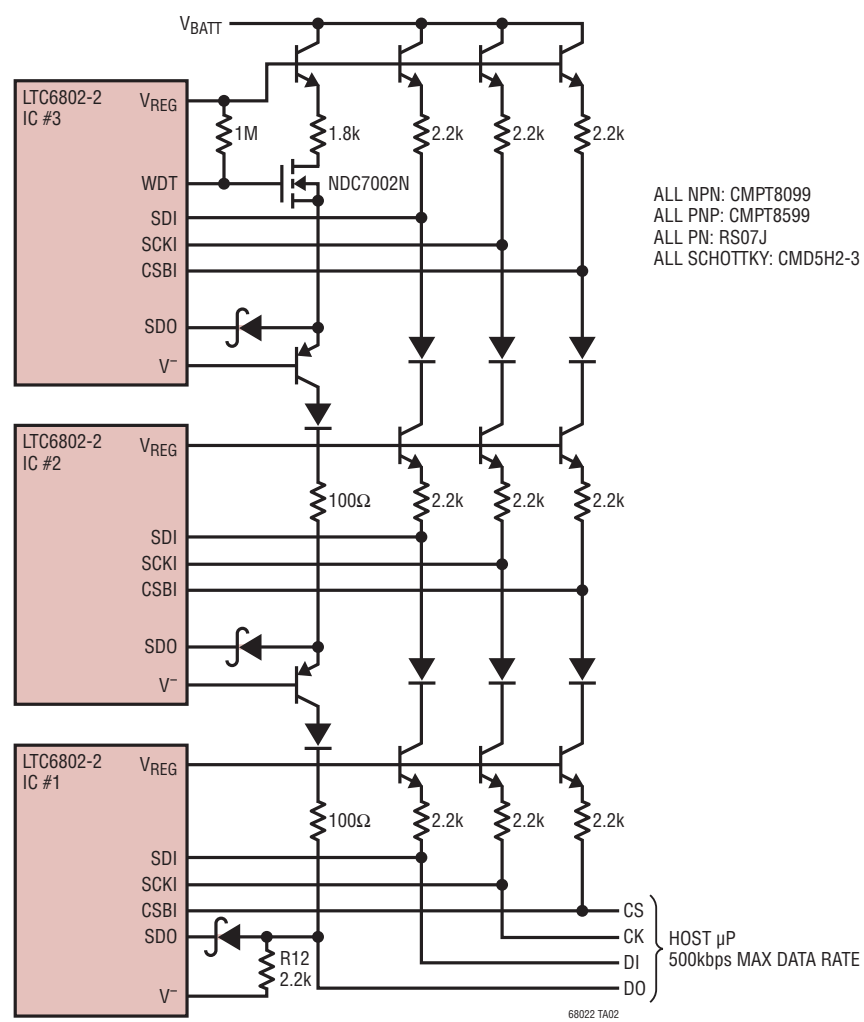 VBATT
LTC6802-2
IC #3
VREG
1M
1.8k
2.2k
2.2k
2.2k
WDT
NDC7002N
SDI
SCKI
CSBI
SDO
V–
ALL NPN: CMPT8099
ALL PNP: CMPT8599
ALL PN: RS07J
ALL SCHOTTKY: CMD5H2-3
LTC6802-2
IC #2
VREG
100Ω
2.2k
2.2k
2.2k
SDI
SCKI
CSBI
SDO
V–
LTC6802-2
IC #1
VREG
100Ω
2.2k
2.2k
2.2k
SDI
SCKI
CSBI
SDO
R12
2.2k
V–
CS
CK
DI
DO
HOST µP
500kbps MAX DATA RATE
68022 TA02